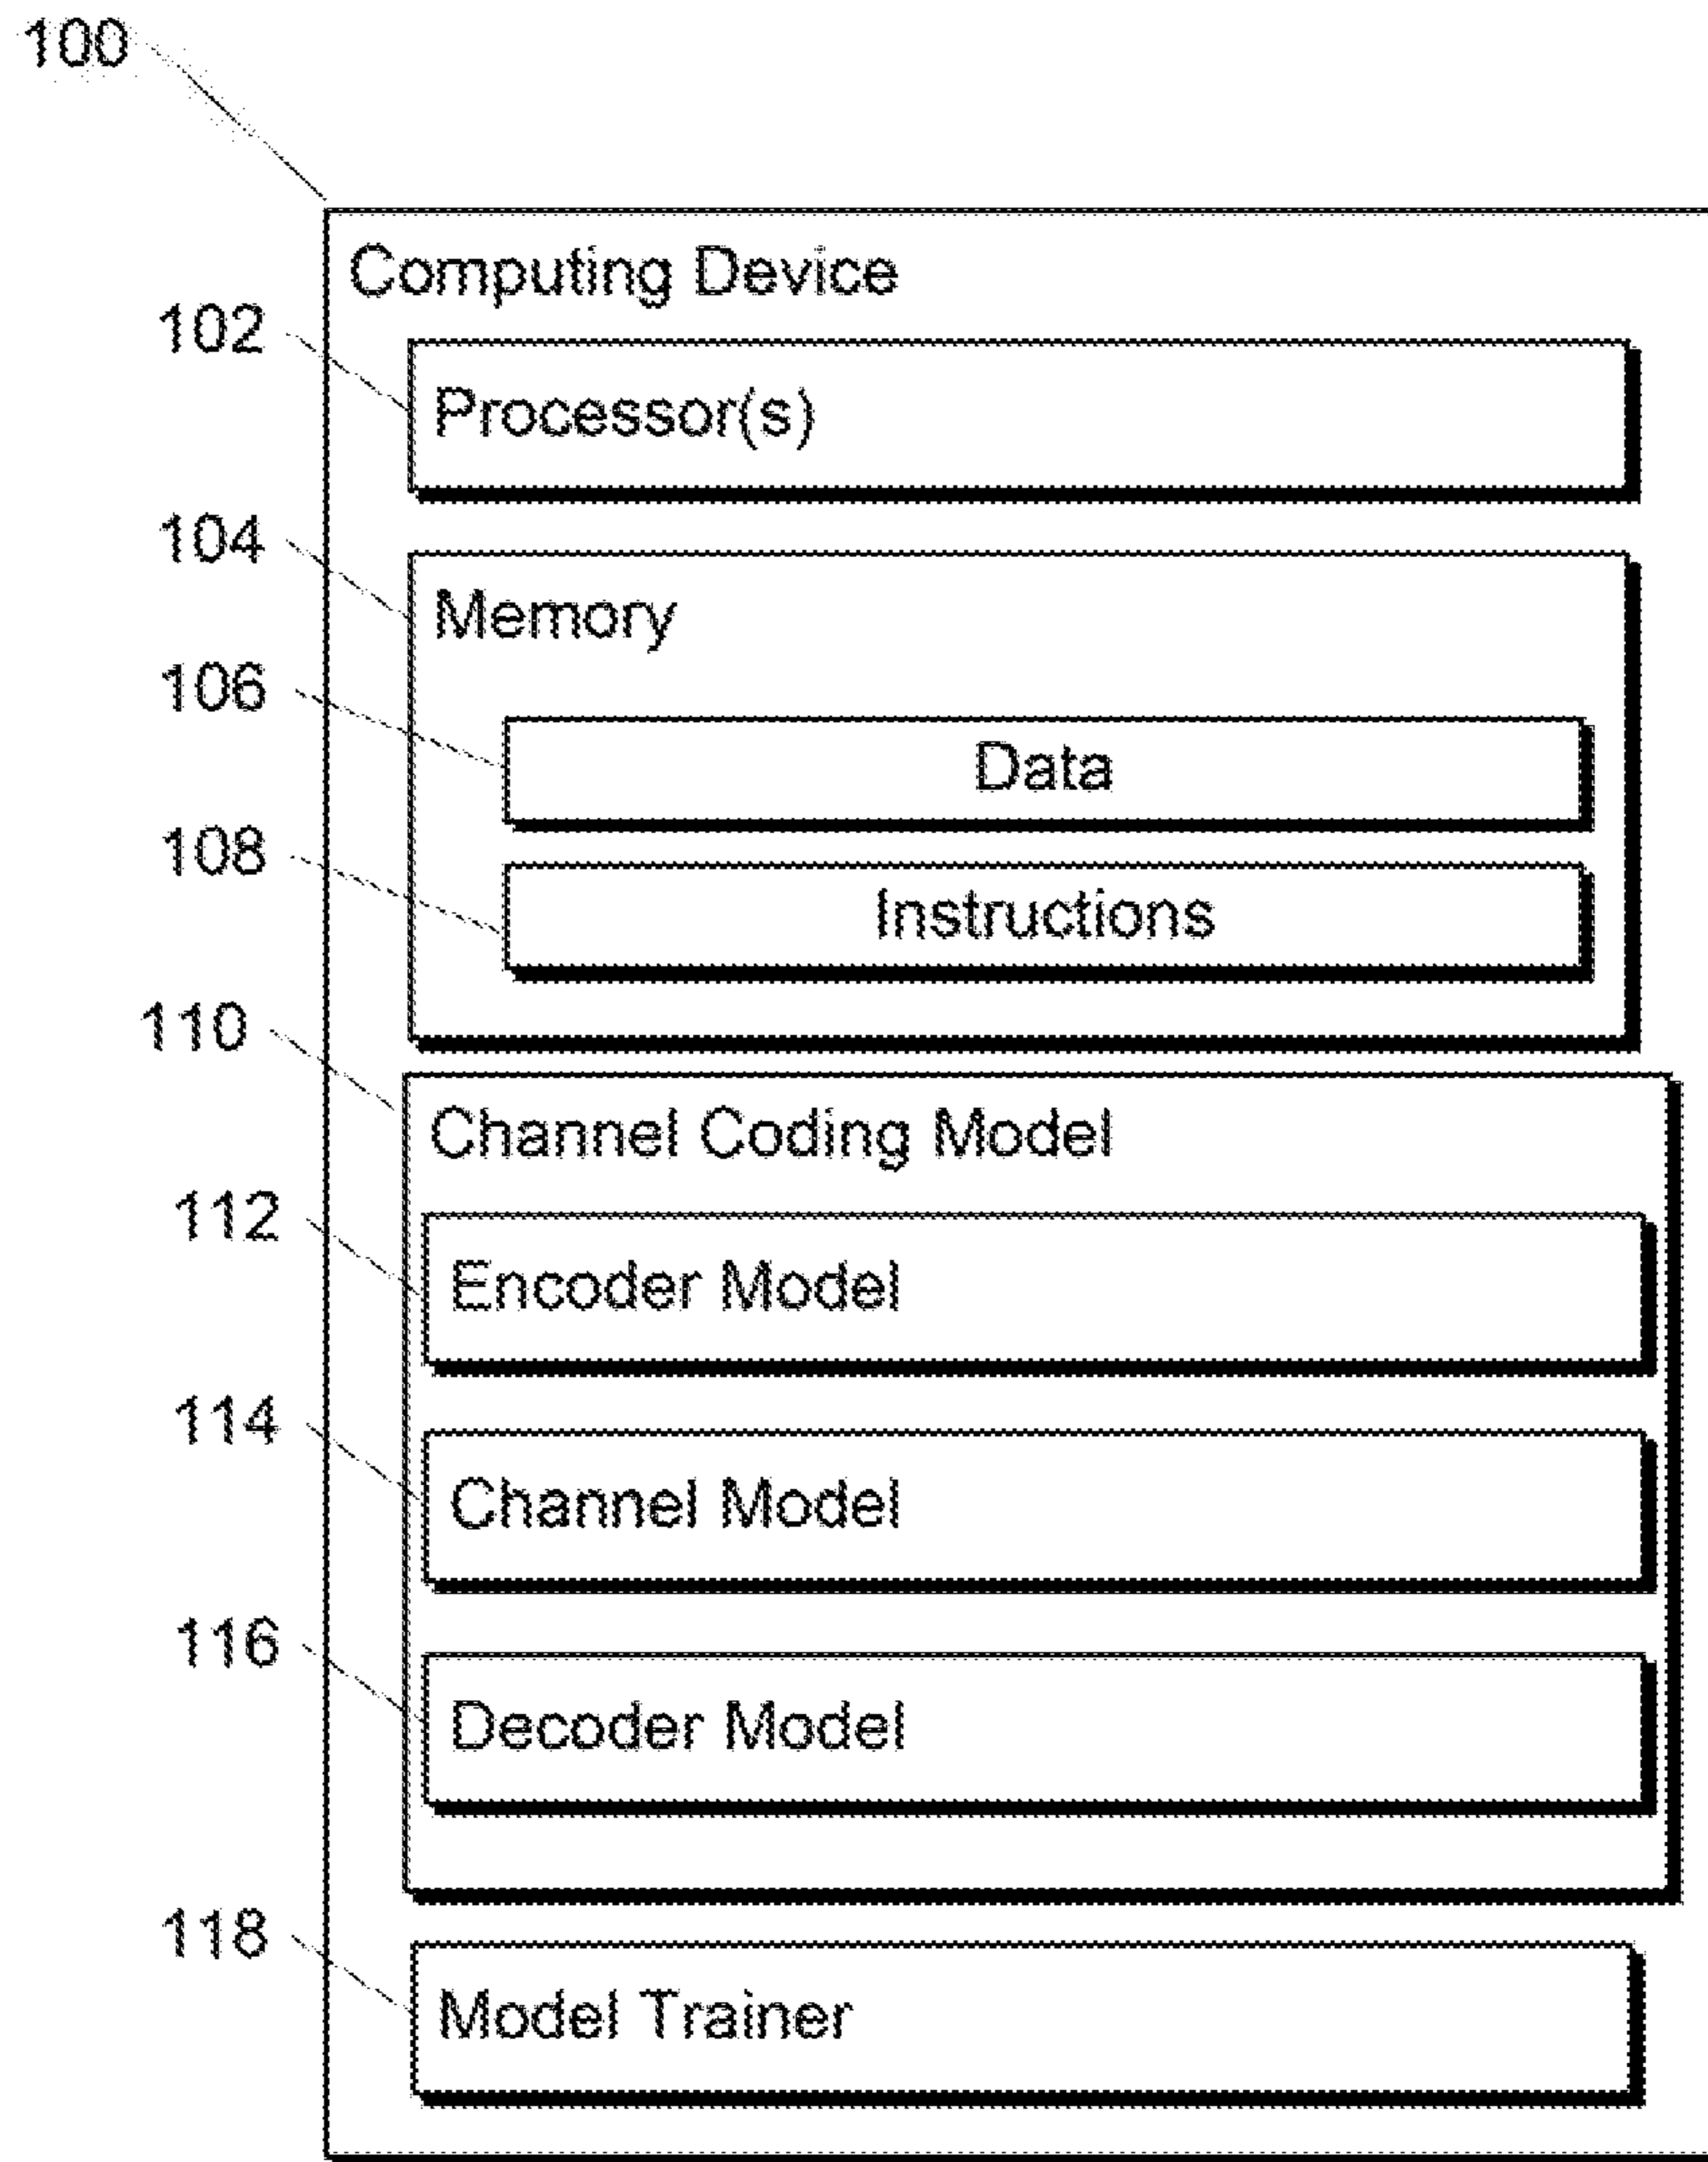 100
Computing Device
102
Processor(s)
104
Memory
106
Data
108
Instructions
110
Channel Coding Model
112
Encoder Model
114
Channel Model
116
Decoder Model
118
Model Trainer